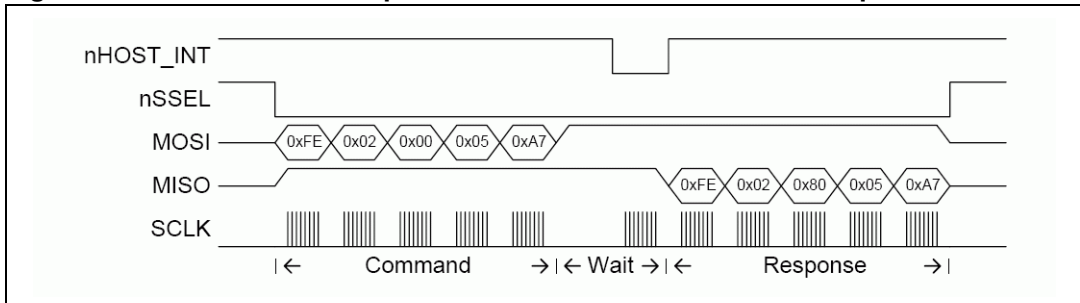 nHOST_INT
nSSEL
MOSI 0xFE 0x02 0x00 0x05 0xA7
MISO 0xFE 0x02 0x80 0x05 0xA7
SCLK
|← Command →|← Wait →|← Response →|